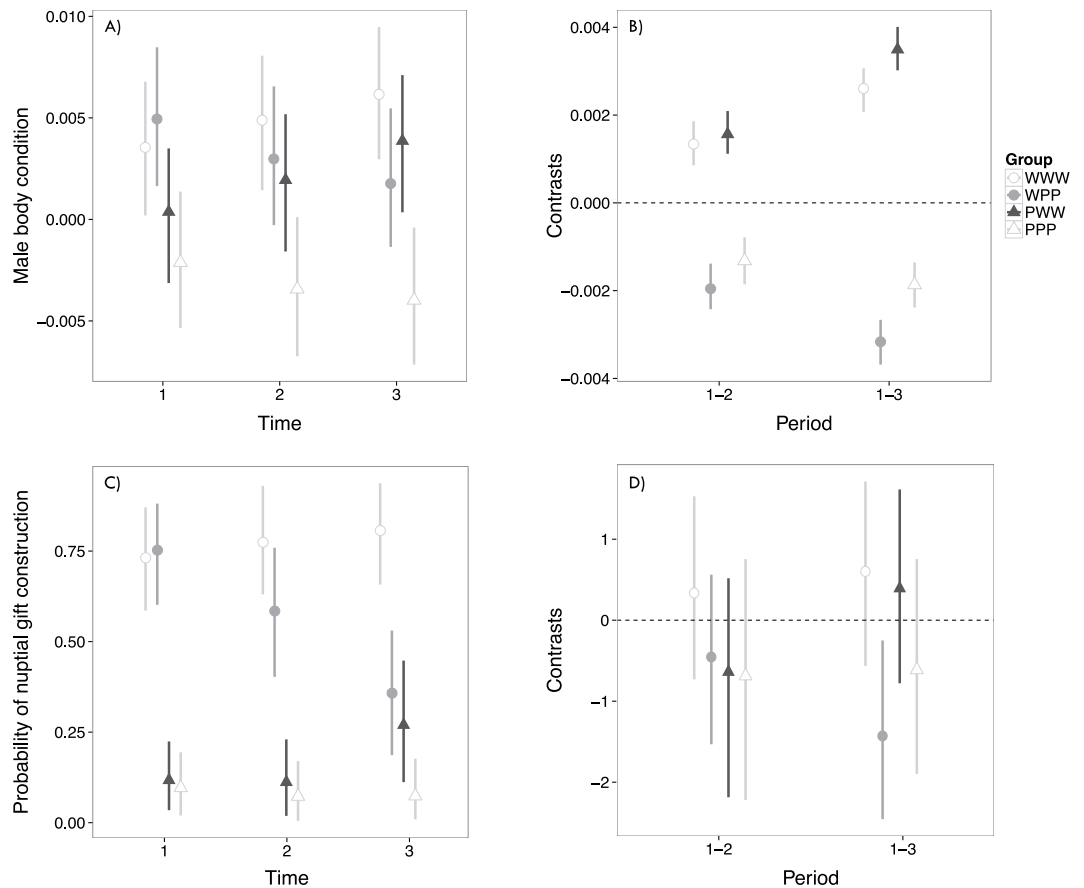 A)
0.010
0.005
0.000
−0.005
Male body condition
1 2 3
Time
B)
0.004
0.002
0.000
−0.002
−0.004
Contrasts
1−2 1−3
Period
Group
WWW
WPP
PWW
PPP
C)
0.75
0.50
0.25
0.00
Probability of nuptial gift construction
1 2 3
Time
D)
1
0
−1
−2
Contrasts
1−2 1−3
Period